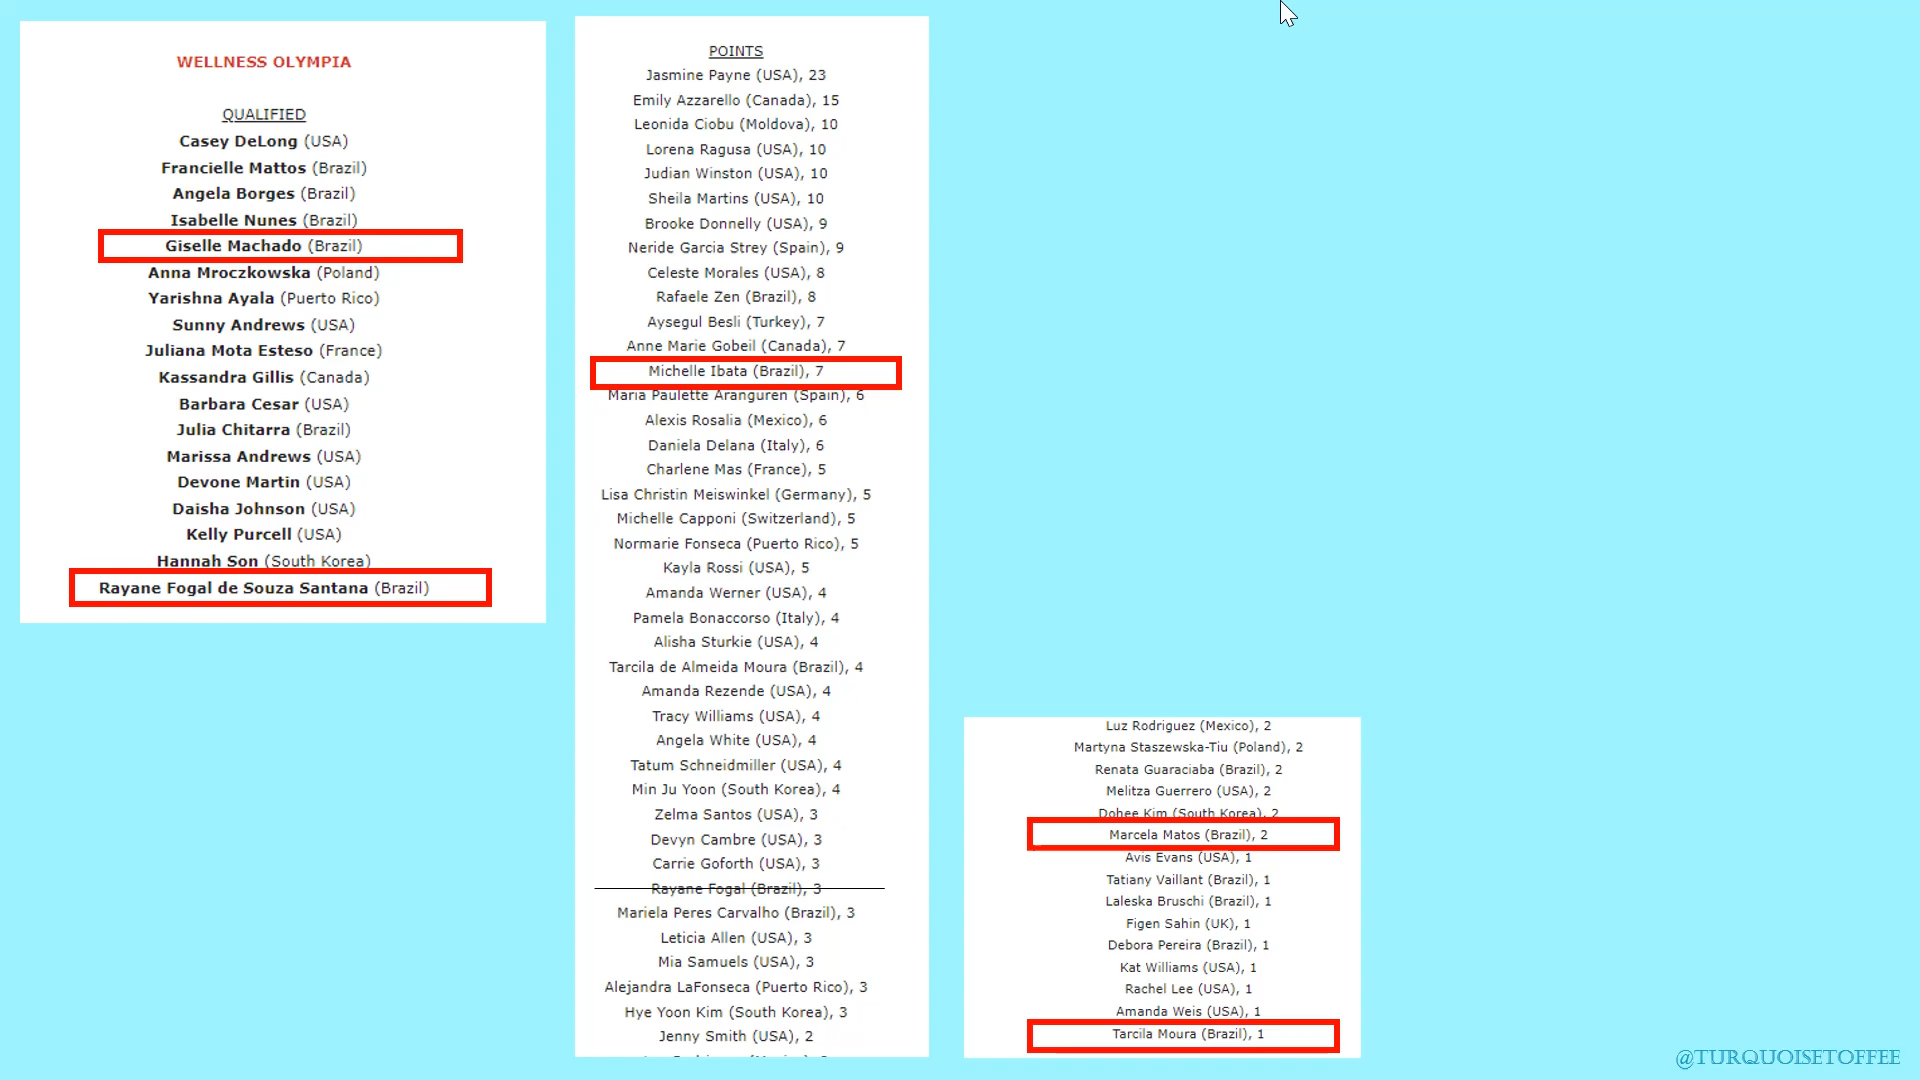 WELLNESS OLYMPIA
QUALIFIED
Casey DeLong (USA)
Francielle Mattos (Brazil)
Angela Borges (Brazil)
Isabelle Nunes (Brazil)
Giselle Machado (Brazil)
Anna Mroczkowska (Poland)
Yarishna Ayala (Puerto Rico)
Sunny Andrews (USA)
Juliana Mota Esteso (France)
Kassandra Gillis (Canada)
Barbara Cesar (USA)
Julia Chitarra (Brazil)
Marissa Andrews (USA)
Devone Martin (USA)
Daisha Johnson (USA)
Kelly Purcell (USA)
Hannah Son (South Korea)
Rayane Fogal de Souza Santana (Brazil)
POINTS
Jasmine Payne (USA), 23
Emily Azzarello (Canada), 15
Leonida Ciobu (Moldova), 10
Lorena Ragusa (USA), 10
Judian Winston (USA), 10
Sheila Martins (USA), 10
Brooke Donnelly (USA), 9
Neride Garcia Strey (Spain), 9
Celeste Morales (USA), 8
Rafaele Zen (Brazil), 8
Aysegul Besli (Turkey), 7
Anne Marie Gobeil (Canada), 7
Michelle Ibata (Brazil), 7
Maria Paulette Aranguren (Spain), 6
Alexis Rosalia (Mexico), 6
Daniela Delana (Italy), 6
Charlene Mas (France), 5
Lisa Christin Meiswinkel (Germany), 5
Michelle Capponi (Switzerland), 5
Normarie Fonseca (Puerto Rico), 5
Kayla Rossi (USA), 5
Amanda Werner (USA), 4
Pamela Bonaccorso (Italy), 4
Alisha Sturkie (USA), 4
Tarcila de Almeida Moura (Brazil), 4
Amanda Rezende (USA), 4
Tracy Williams (USA), 4
Angela White (USA), 4
Tatum Schneidmiller (USA), 4
Min Ju Yoon (South Korea), 4
Zelma Santos (USA), 3
Devyn Cambre (USA), 3
Carrie Goforth (USA), 3
Rayane Fogal (Brazil), 3
Mariela Peres Carvalho (Brazil), 3
Leticia Allen (USA), 3
Mia Samuels (USA), 3
Alejandra LaFonseca (Puerto Rico), 3
Hye Yoon Kim (South Korea), 3
Jenny Smith (USA), 2
Luz Rodriguez (Mexico), 2
Martyna Staszewska-Tiu (Poland), 2
Renata Guaraciaba (Brazil), 2
Melitza Guerrero (USA), 2
Dohee Kim (South Korea), 2
Marcela Matos (Brazil), 2
Avis Evans (USA), 1
Tatiany Vaillant (Brazil), 1
Laleska Bruschi (Brazil), 1
Figen Sahin (UK), 1
Debora Pereira (Brazil), 1
Kat Williams (USA), 1
Rachel Lee (USA), 1
Amanda Weis (USA), 1
Tarcila Moura (Brazil), 1
@TURQUOISETOFFEE